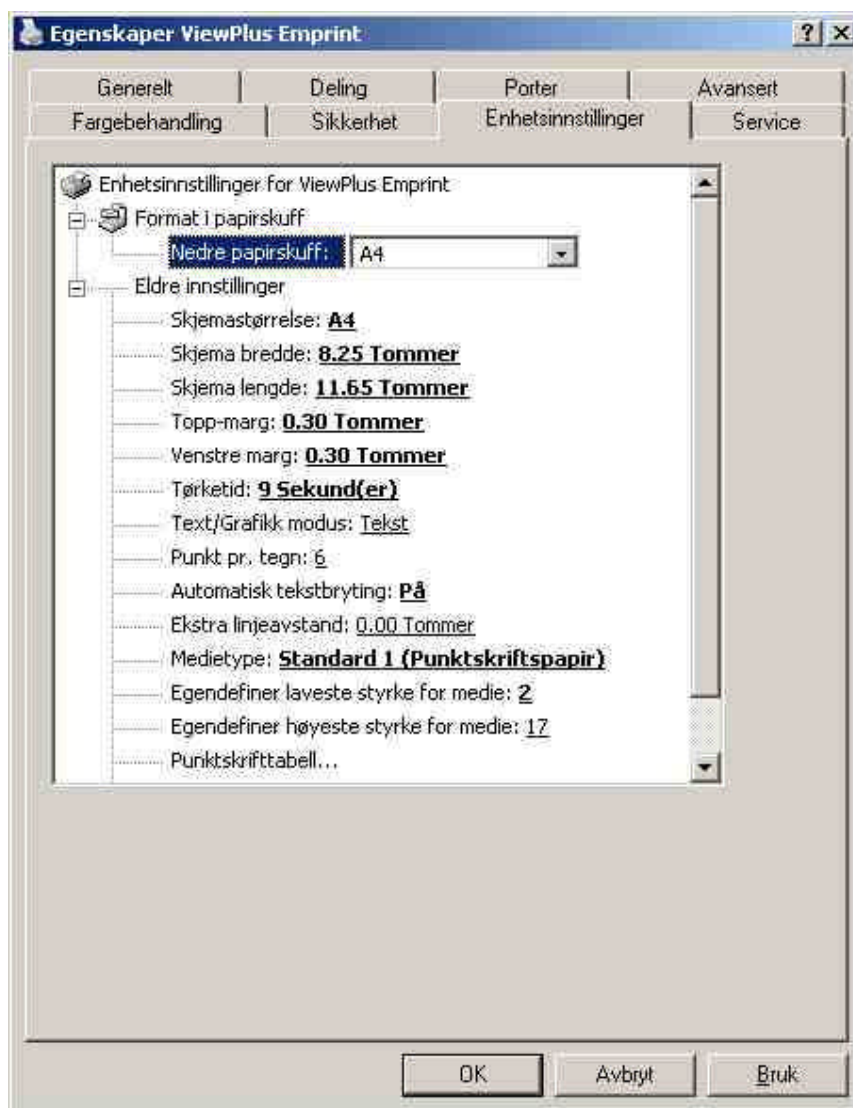 Egenskaper ViewPlus Emprint
Generelt Deling Porter Avansert
Fargebehandling Sikkerhet Enhetsinnstillinger Service
Enhetsinnstillinger for ViewPlus Emprint
Format i papirskuff
Nedre papirskuff: A4
Eldre innstillinger
Skjemastørrelse: A4
Skjema bredde: 8.25 Tommer
Skjema lengde: 11.65 Tommer
Topp-marg: 0.30 Tommer
Venstre marg: 0.30 Tommer
Tørketid: 9 Sekund(er)
Text/Grafikk modus: Tekst
Punkt pr. tegn: 6
Automatisk tekstbryting: På
Ekstra linjeavstand: 0.00 Tommer
Medietype: Standard 1 (Punktskriftspapir)
Egendefiner laveste styrke for medie: 2
Egendefiner høyeste styrke for medie: 17
Punktskrifttabell...
OK Avbryt Bruk